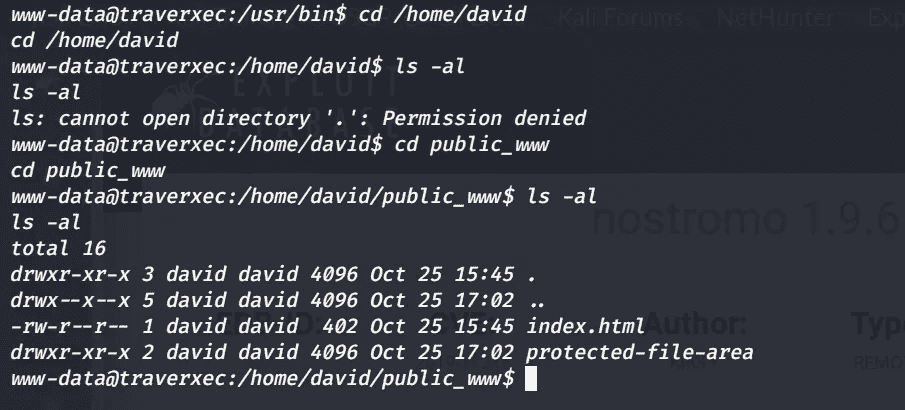 www-data@traverxec:/usr/bin$ cd /home/david
cd /home/david
www-data@traverxec:/home/david$ ls -al
ls -al
ls: cannot open directory '.': Permission denied
www-data@traverxec:/home/david$ cd public_www
cd public_www
www-data@traverxec:/home/david/public_www$ ls -al
ls -al
total 16
drwxr-xr-x 3 david david 4096 Oct 25 15:45 .
drwx--x--x 5 david david 4096 Oct 25 17:02 ..
-rw-r--r-- 1 david david  402 Oct 25 15:45 index.html
drwxr-xr-x 2 david david 4096 Oct 25 17:02 protected-file-area
www-data@traverxec:/home/david/public_www$
Kali Forums NetHunter Exp
EXPLOIT
DATABASE
nostromo 1.9.6
Author:
Type
REMO